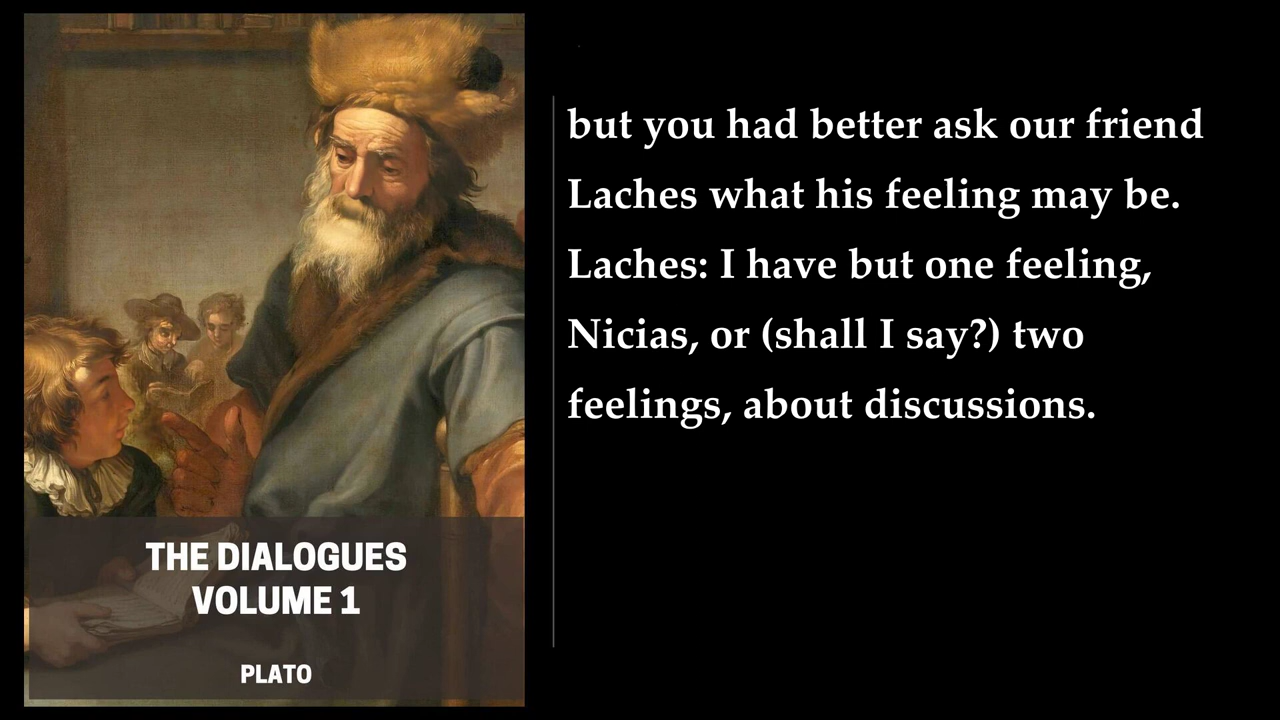 but you had better ask our friend
Laches what his feeling may be.
Laches: I have but one feeling,
Nicias, or (shall I say?) two
feelings, about discussions.
THE DIALOGUES
VOLUME 1
PLATO